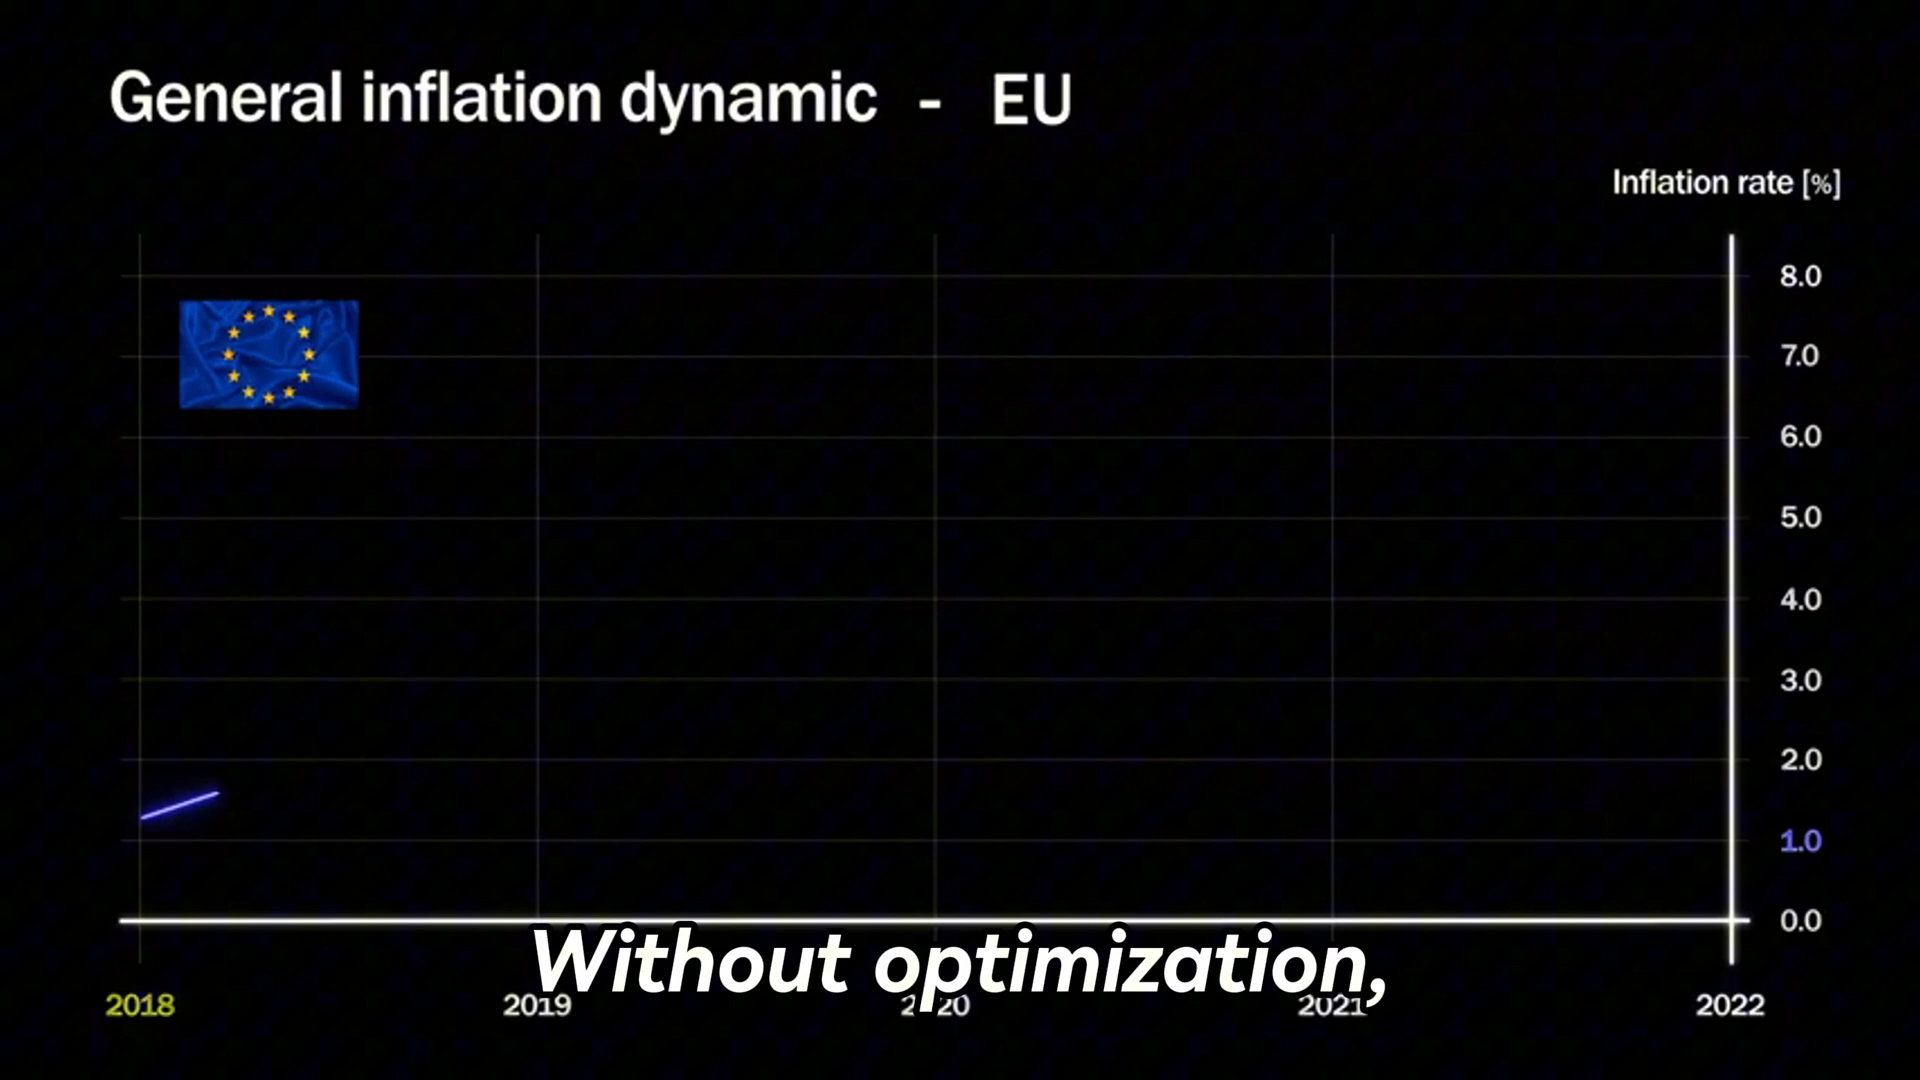 General inflation dynamic - EU
Inflation rate [%]
8.0
7.0
6.0
5.0
4.0
3.0
2.0
1.0
0.0
Without optimization,
2018 2019 2020 2021 2022